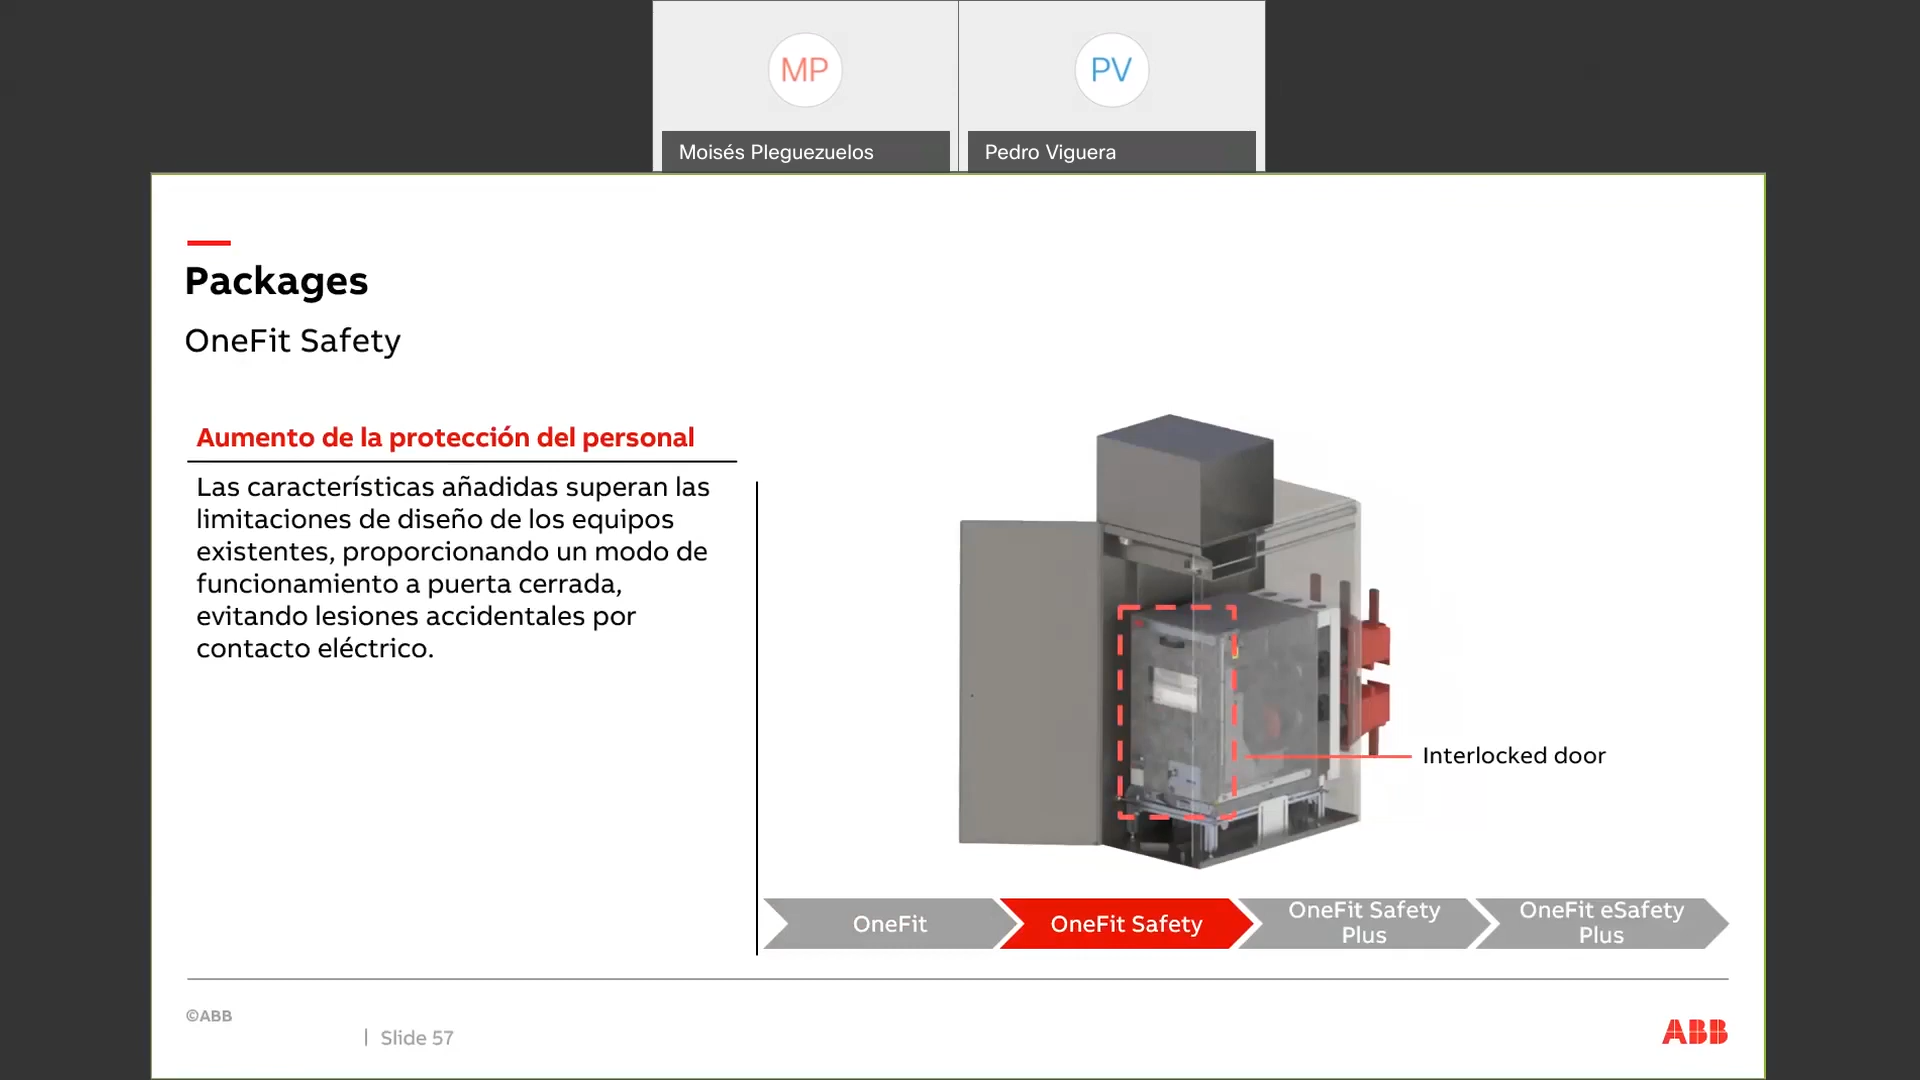 MP
PV
Moisés Pleguezuelos
Pedro Viguera
Packages
OneFit Safety
Aumento de la protección del personal
Las características añadidas superan las
limitaciones de diseño de los equipos
existentes, proporcionando un modo de
funcionamiento a puerta cerrada,
evitando lesiones accidentales por
contacto eléctrico.
Interlocked door
OneFit
OneFit Safety
OneFit Safety
Plus
OneFit eSafety
Plus
©ABB
| Slide 57
ABB